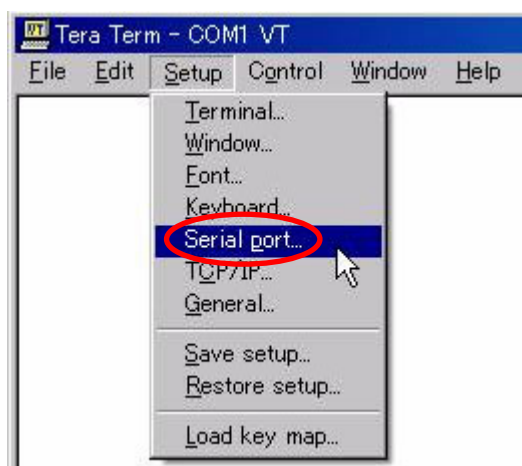 Tera Term - COM1 VT
File Edit Setup Control Window Help
Terminal...
Window...
Font...
Keyboard...
Serial port...
TCP/IP...
General...
Save setup...
Restore setup...
Load key map...